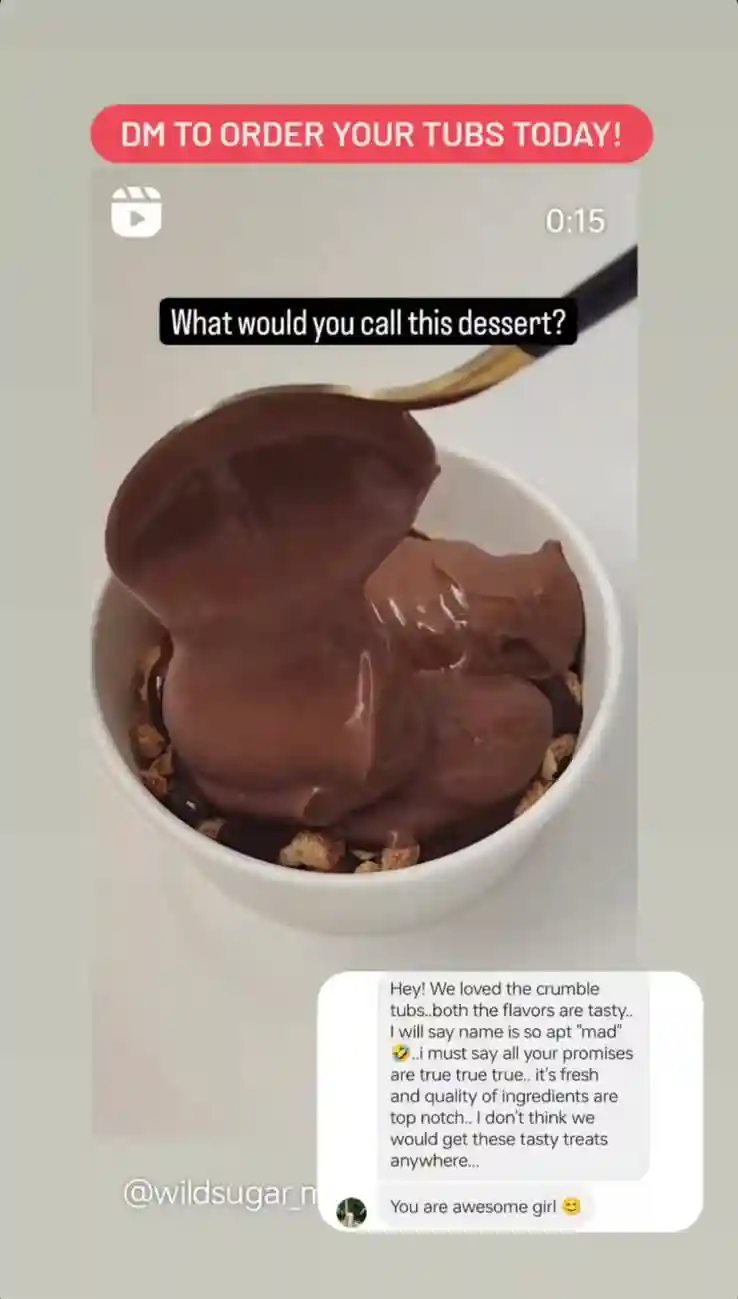 DM TO ORDER YOUR TUBS TODAY!
0:15
What would you call this dessert?
Hey! We loved the crumble
tubs..both the flavors are tasty..
I will say name is so apt "mad"
🤣..i must say all your promises
are true true true.. it's fresh
and quality of ingredients are
top notch.. I don't think we
would get these tasty treats
anywhere...
You are awesome girl 😊